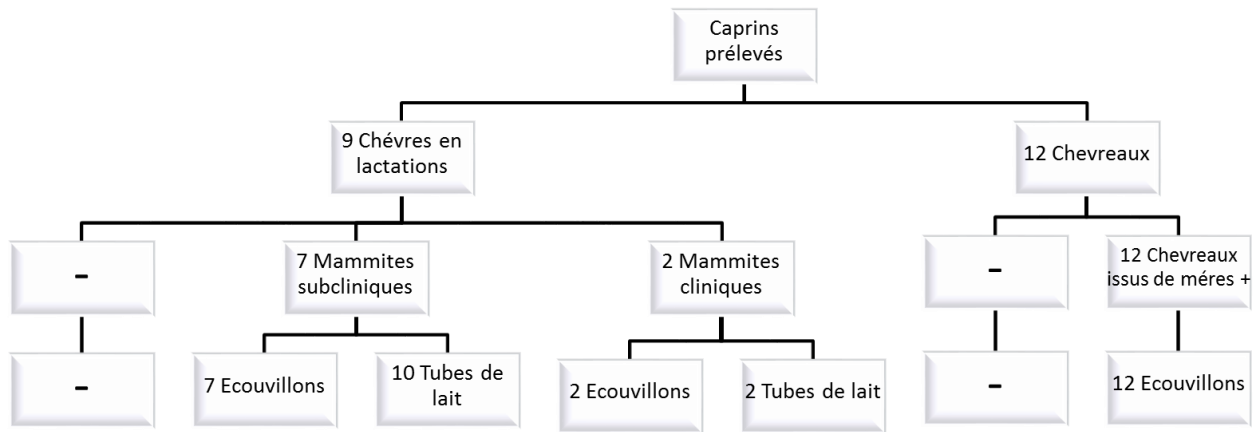 Caprins
prélevés
9 Chévres en
lactations
12 Chevreaux
–
7 Mammites
subcliniques
2 Mammites
cliniques
–
12 Chevreaux
issus de méres +
–
7 Ecouvillons
10 Tubes de
lait
2 Ecouvillons
2 Tubes de lait
–
12 Ecouvillons